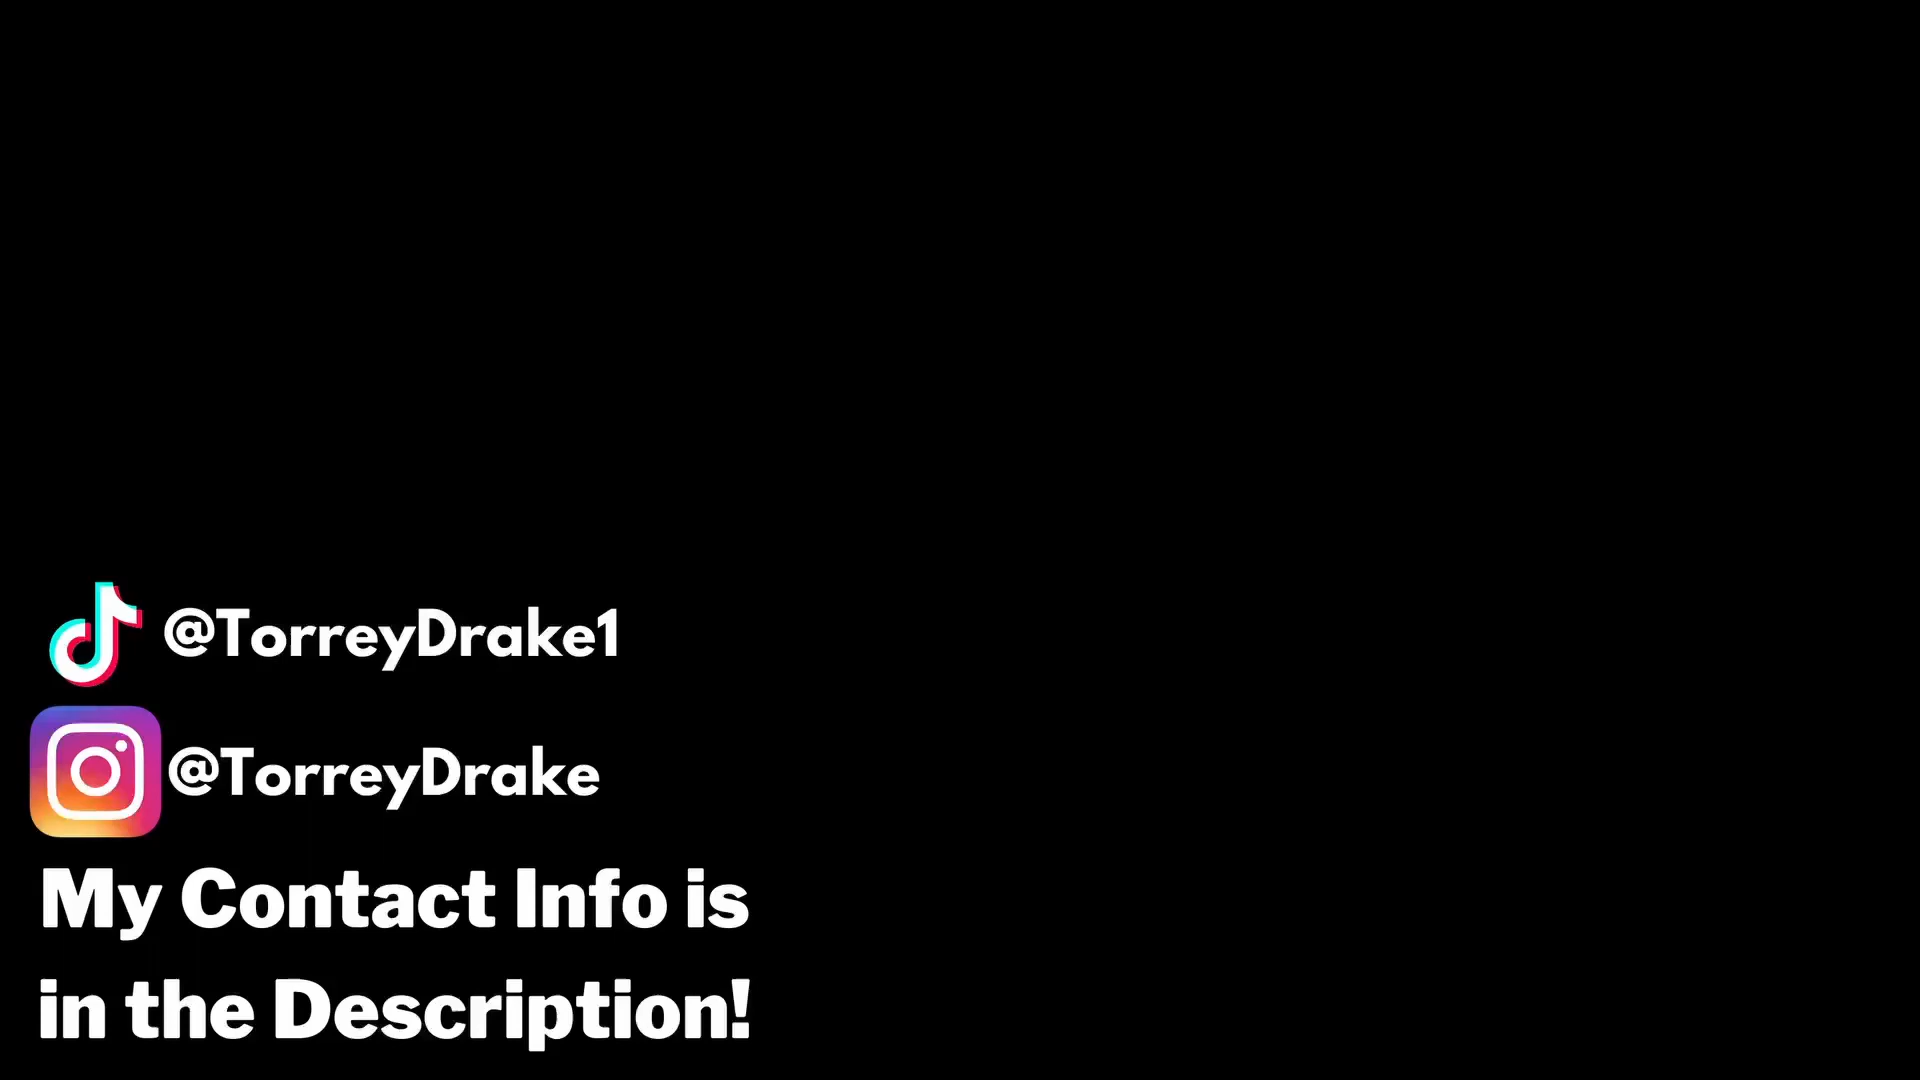 @TorreyDrake1
@TorreyDrake
My Contact Info is
in the Description!